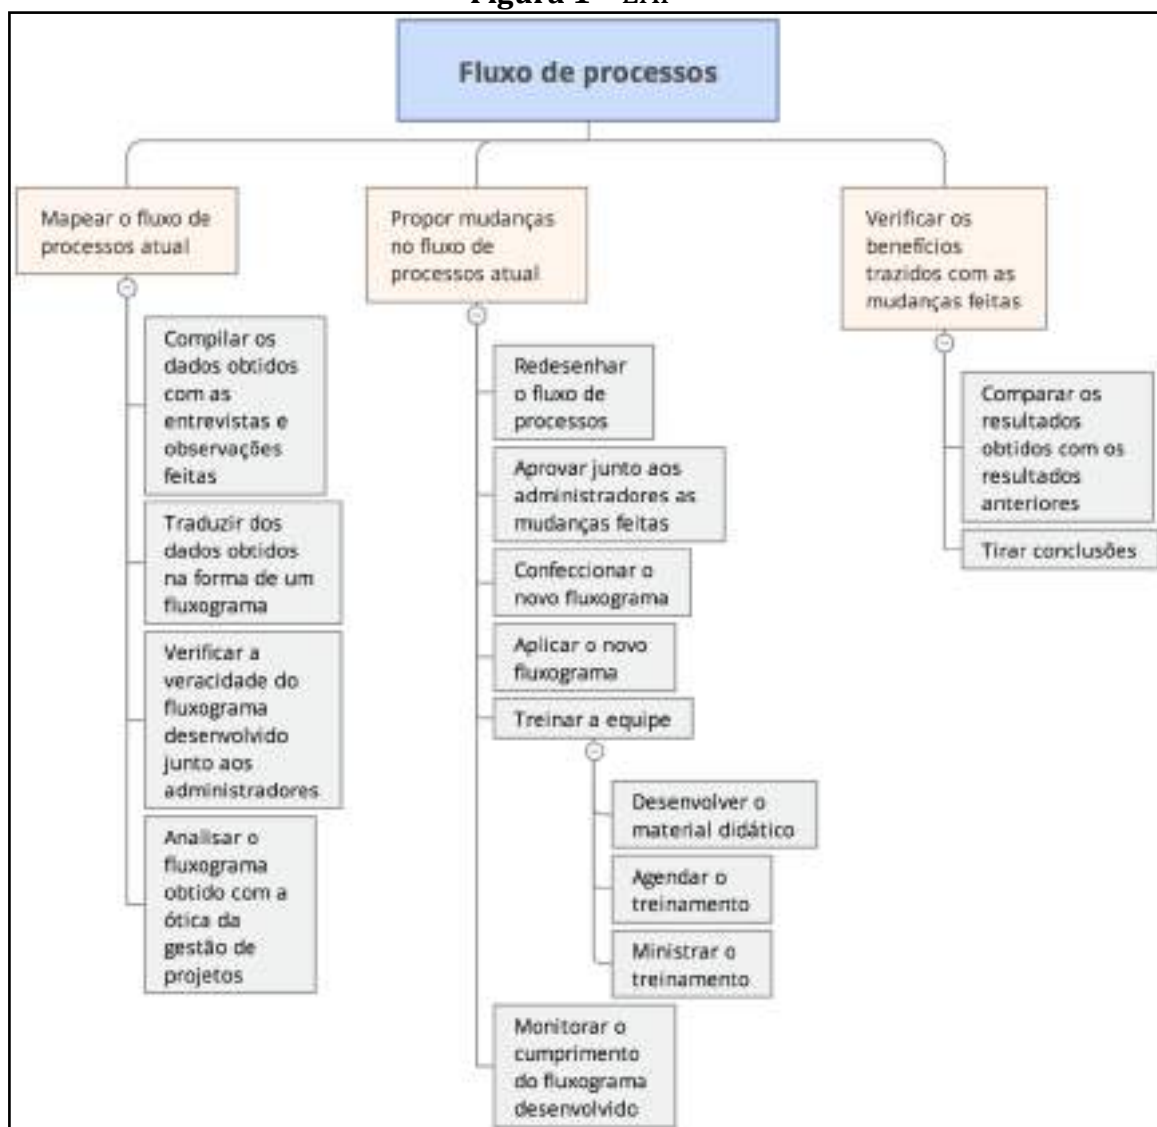 Fluxo de processos
Mapear o fluxo de
processos atual
Compilar os
dados obtidos
com as
entrevistas e
observações
feitas
Traduzir dos
dados obtidos
na forma de um
fluxograma
Verificar a
veracidade do
fluxograma
desenvolvido
junto aos
administradores
Analisar o
fluxograma
obtido com a
ótica da
gestão de
projetos
Propor mudanças
no fluxo de
processos atual
Redesenhar
o fluxo de
processos
Aprovar junto aos
administradores as
mudanças feitas
Confeccionar o
novo fluxograma
Aplicar o novo
fluxograma
Treinar a equipe
Desenvolver o
material didático
Agendar o
treinamento
Ministrar o
treinamento
Monitorar o
cumprimento
do fluxograma
desenvolvido
Verificar os
benefícios
trazidos com as
mudanças feitas
Comparar os
resultados
obtidos com os
resultados
anteriores
Tirar conclusões